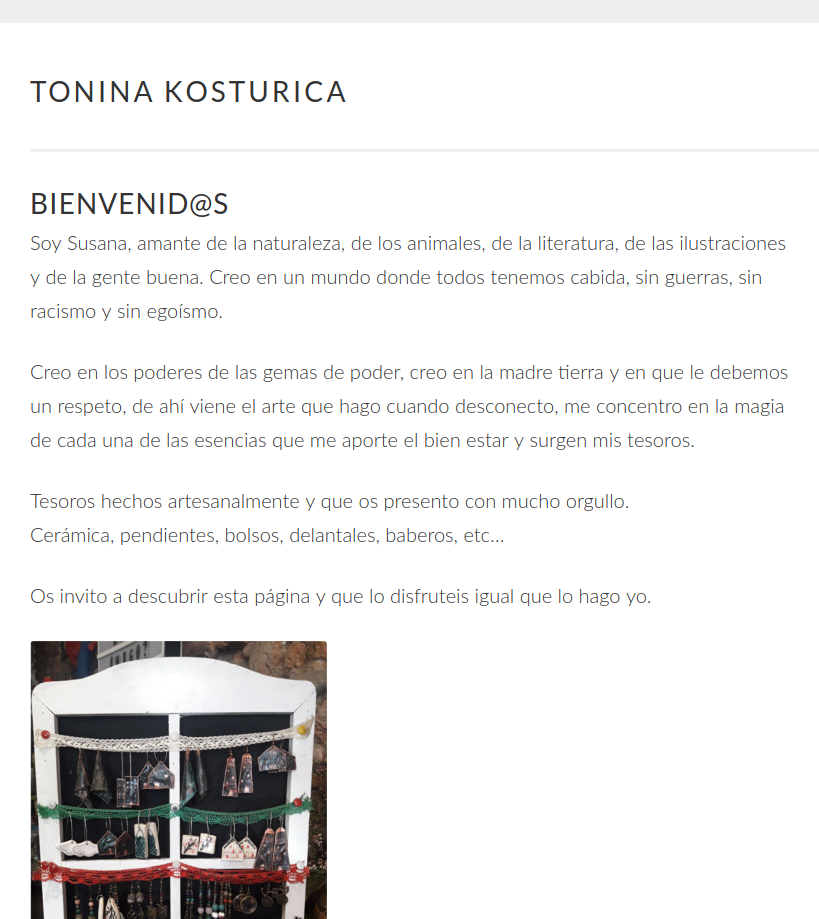 TONINA KOSTURICA
BIENVENID@S
Soy Susana, amante de la naturaleza, de los animales, de la literatura, de las ilustraciones
y de la gente buena. Creo en un mundo donde todos tenemos cabida, sin guerras, sin
racismo y sin egoísmo.
Creo en los poderes de las gemas de poder, creo en la madre tierra y en que le debemos
un respeto, de ahí viene el arte que hago cuando desconecto, me concentro en la magia
de cada una de las esencias que me aporte el bien estar y surgen mis tesoros.
Tesoros hechos artesanalmente y que os presento con mucho orgullo.
Cerámica, pendientes, bolsos, delantales, baberos, etc…
Os invito a descubrir esta página y que lo disfruteis igual que lo hago yo.